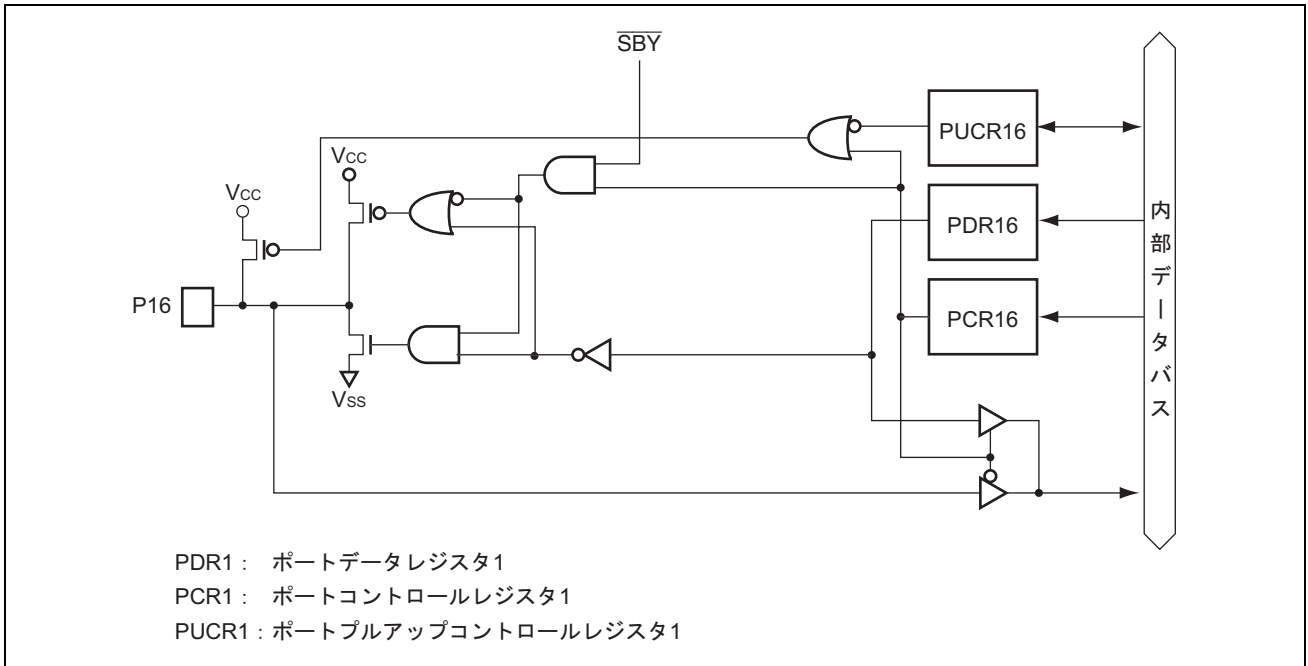 SBY
PUCR16
VCC
VCC
PDR16
内部データバス
P16
PCR16
VSS
PDR1： ポートデータレジスタ1
PCR1： ポートコントロールレジスタ1
PUCR1：ポートプルアップコントロールレジスタ1